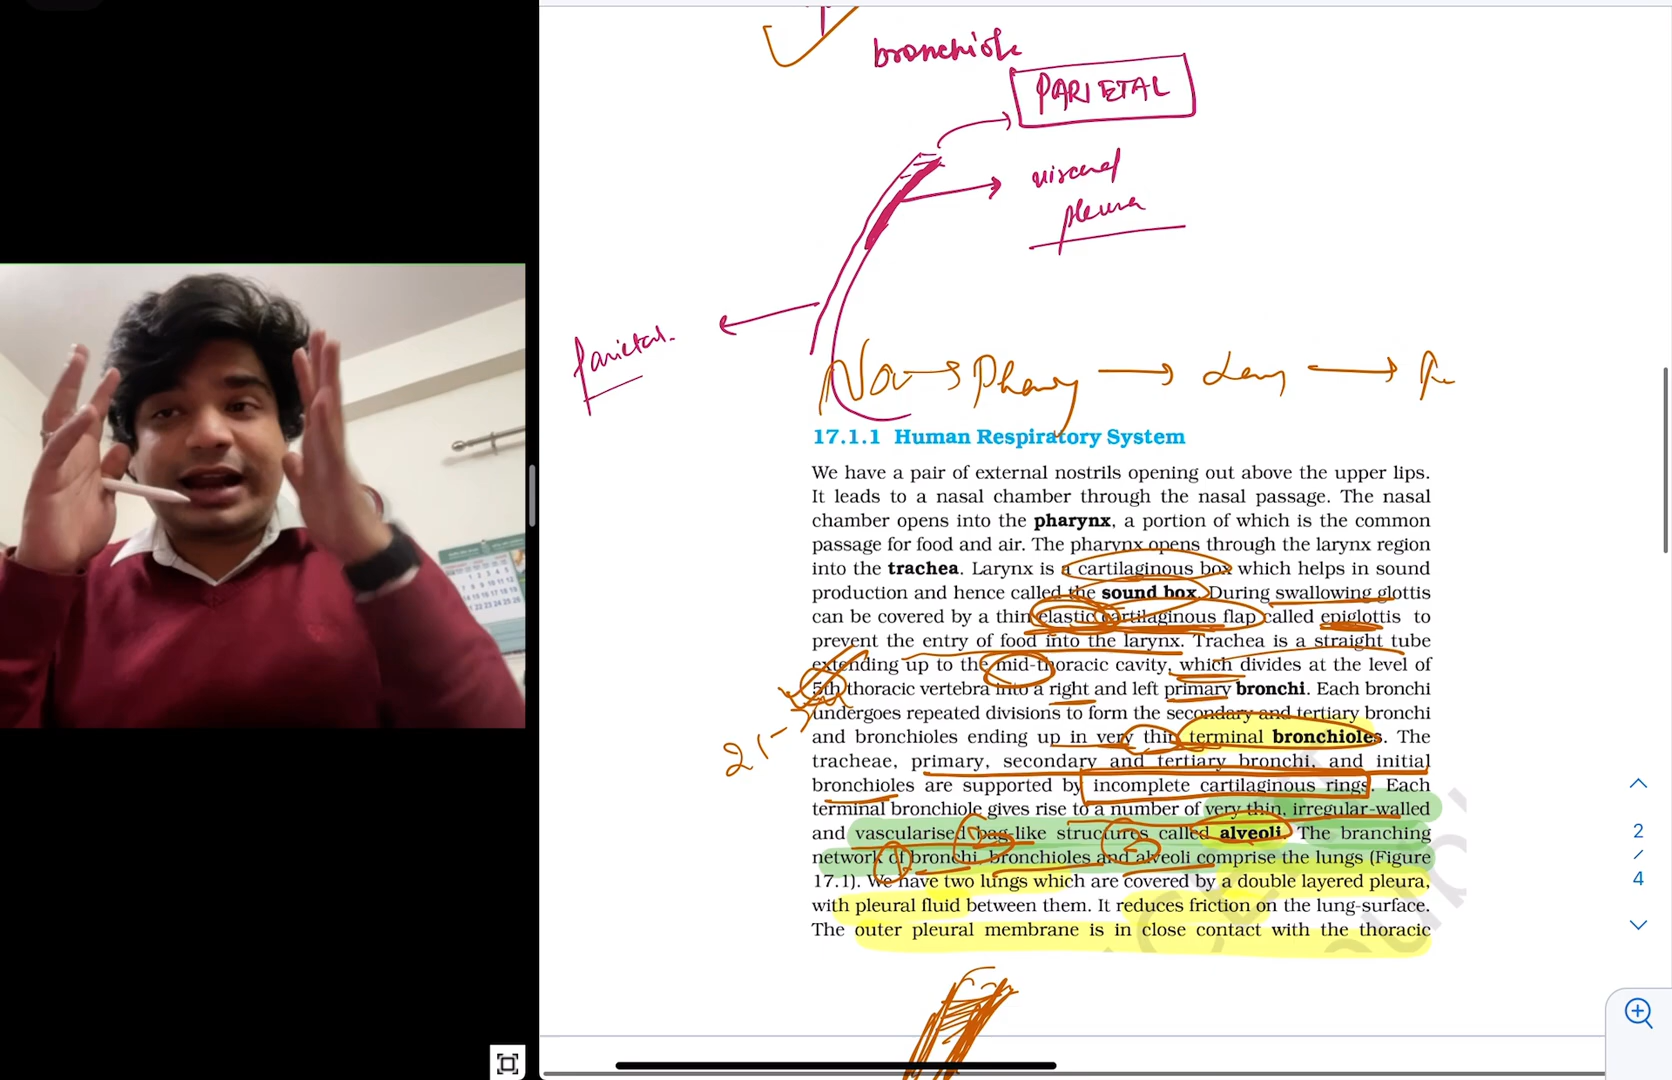 bronchiole
PARIETAL
visceral
pleura
Parietal.
17.1.1 Human Respiratory System
We have a pair of external nostrils opening out above the upper lips.
It leads to a nasal chamber through the nasal passage. The nasal
chamber opens into the pharynx, a portion of which is the common
passage for food and air. The pharynx opens through the larynx region
into the trachea. Larynx is a cartilaginous box which helps in sound
production and hence called the sound box. During swallowing glottis
can be covered by a thin elastic cartilaginous flap called epiglottis to
prevent the entry of food into the larynx. Trachea is a straight tube
extending up to the mid-thoracic cavity, which divides at the level of
5th thoracic vertebra into a right and left primary bronchi. Each bronchi
undergoes repeated divisions to form the secondary and tertiary bronchi
and bronchioles ending up in very thin terminal bronchioles. The
tracheae, primary, secondary and tertiary bronchi, and initial
bronchioles are supported by incomplete cartilaginous rings. Each
terminal bronchiole gives rise to a number of very thin, irregular-walled
and vascularised bag-like structures called alveoli. The branching
network of bronchi, bronchioles and alveoli comprise the lungs (Figure
17.1). We have two lungs which are covered by a double layered pleura,
with pleural fluid between them. It reduces friction on the lung-surface.
The outer pleural membrane is in close contact with the thoracic
2
/
4